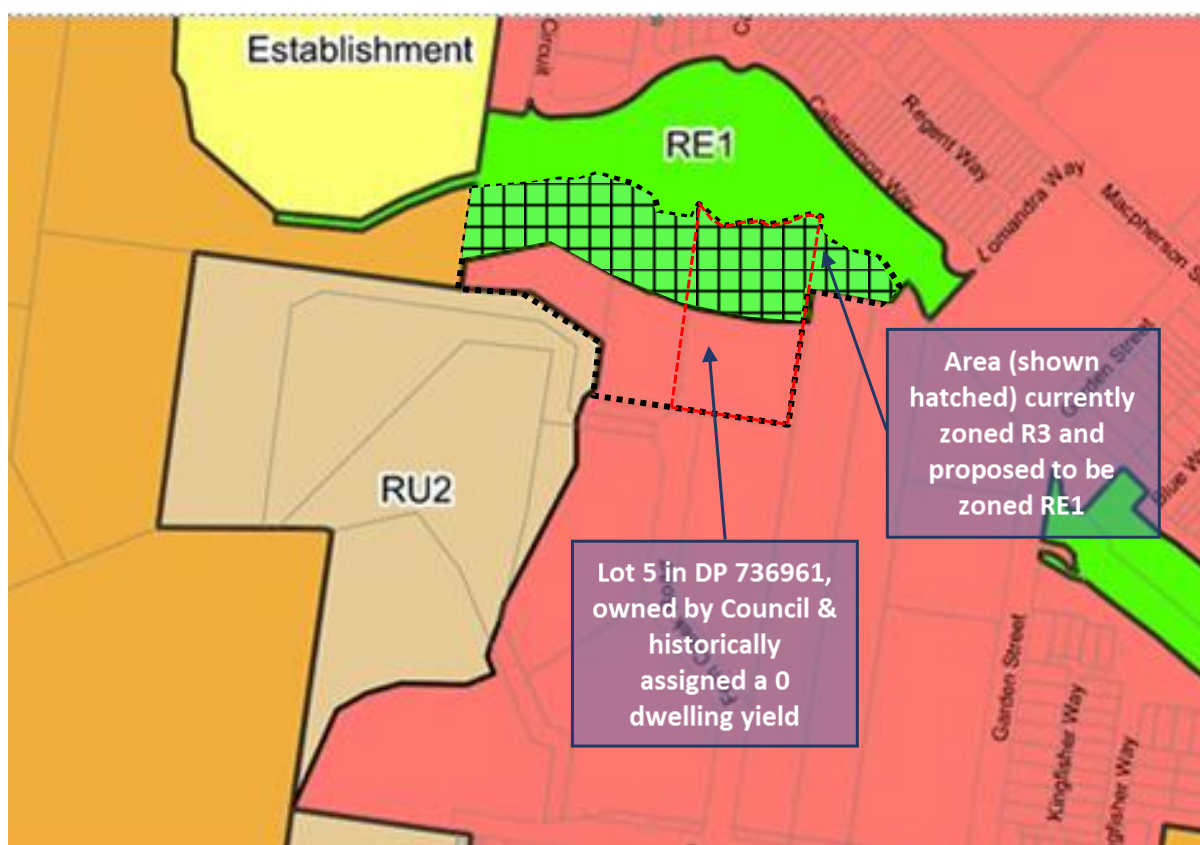 Establishment
Circuit
RE1
Regent Way
Callistemon Way
Lomandra Way
Macpherson S
Area (shown
hatched) currently
zoned R3 and
proposed to be
zoned RE1
Garden Street
Blue W
RU2
Lot 5 in DP 736961,
owned by Council &
historically
assigned a 0
dwelling yield
Garden Street
Kingfisher Way
gfisher Way